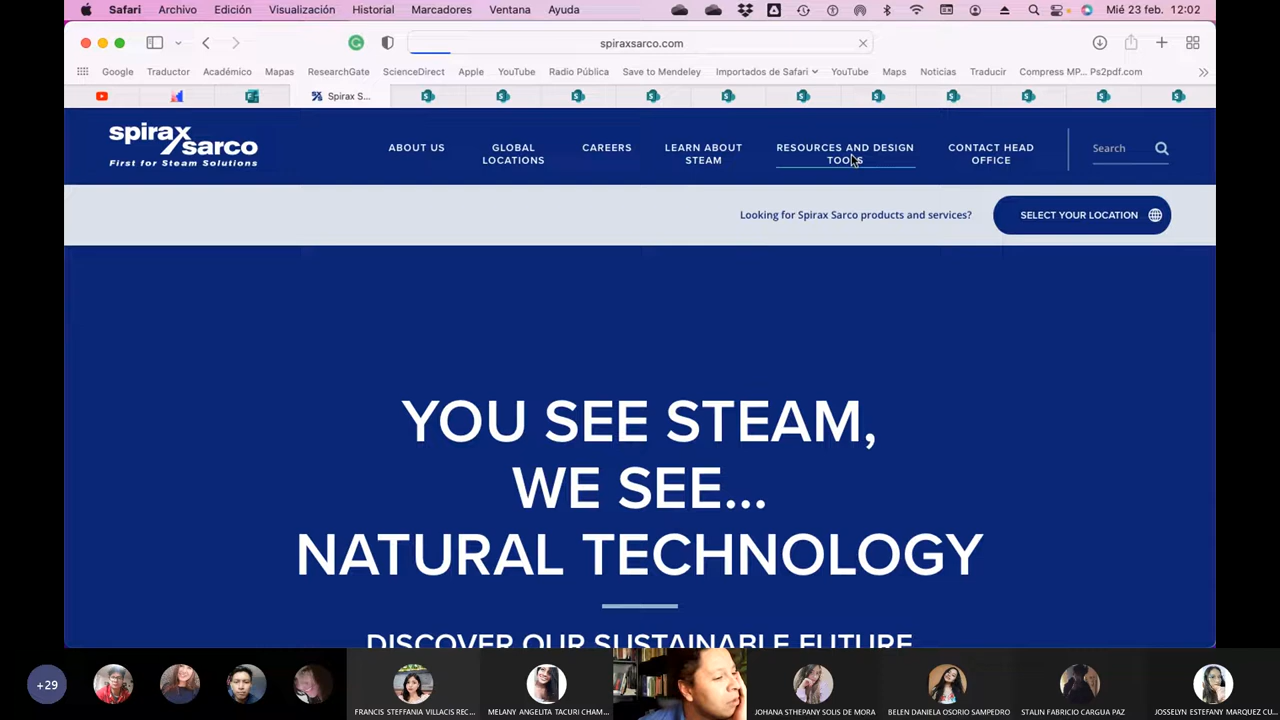 Safari Archivo Edición Visualización Historial Marcadores Ventana Ayuda Mié 23 feb. 12:02
spiraxsarco.com
Google Traductor Académico Mapas ResearchGate ScienceDirect Apple YouTube Radio Pública Save to Mendeley Importados de Safari YouTube Maps Noticias Traducir Compress MP... Ps2pdf.com
Spirax S...
spirax
sarco
First for Steam Solutions
ABOUT US
GLOBAL
LOCATIONS
CAREERS
LEARN ABOUT
STEAM
RESOURCES AND DESIGN
TOOLS
CONTACT HEAD
OFFICE
Search
Looking for Spirax Sarco products and services?
SELECT YOUR LOCATION
YOU SEE STEAM,
WE SEE...
NATURAL TECHNOLOGY
DISCOVER OUR SUSTAINABLE FUTURE
+29
FRANCIS STEFFANIA VILLACIS REC...
MELANY ANGELITA TACURI CHAM...
JOHANA STHEPANY SOLIS DE MORA
BELEN DANIELA OSORIO SAMPEDRO
STALIN FABRICIO CARGUA PAZ
JOSSELYN ESTEFANY MARQUEZ CU...